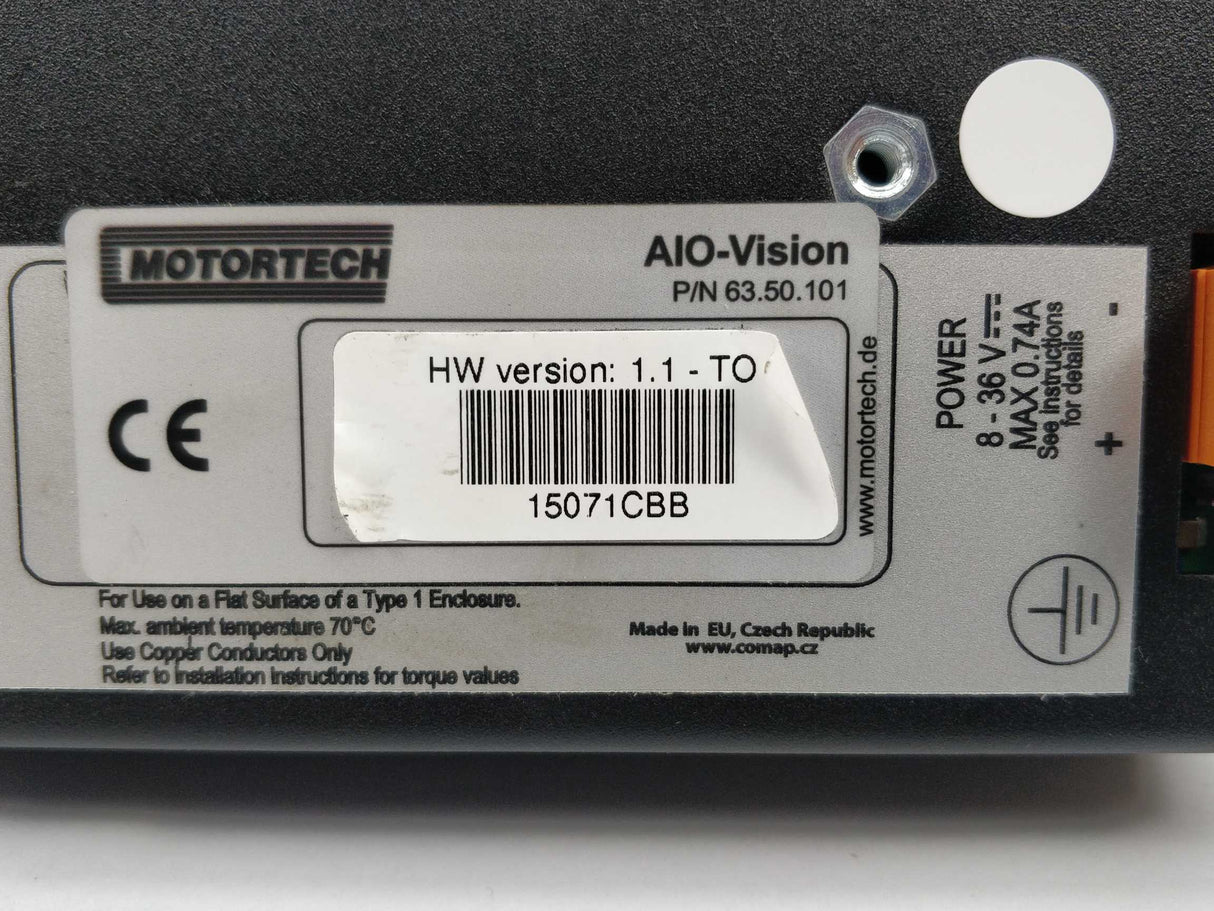 MOTORTECH
AIO-Vision
P/N 63.50.101
HW version: 1.1 - TO
15071CBB
CE
www.motortech.de
POWER
8 - 36 V
MAX 0.74A
See instructions
for details
-
+
For Use on a Flat Surface of a Type 1 Enclosure.
Max. ambient temperature 70°C
Use Copper Conductors Only
Refer to Installation Instructions for torque values
Made in EU, Czech Republic
www.comap.cz